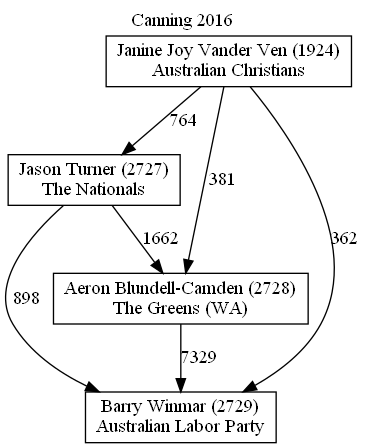 Canning 2016
Janine Joy Vander Ven (1924)
Australian Christians
764
Jason Turner (2727)
The Nationals
381
1662
362
Aeron Blundell-Camden (2728)
The Greens (WA)
898
7329
Barry Winmar (2729)
Australian Labor Party